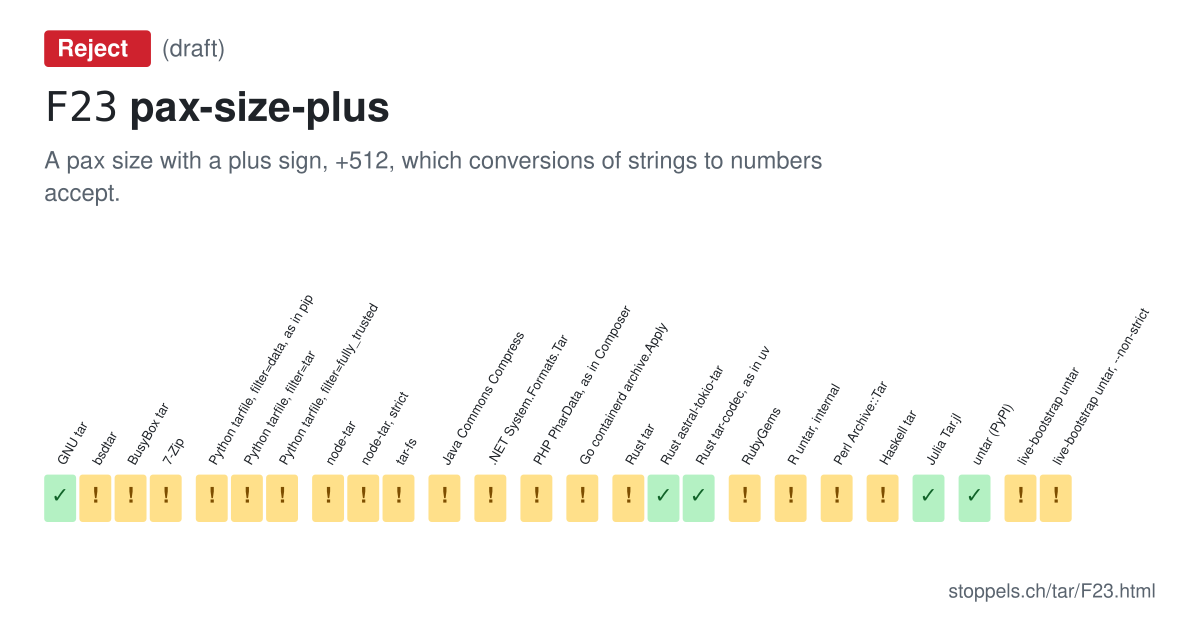 Reject (draft)
F23 pax-size-plus
A pax size with a plus sign, +512, which conversions of strings to numbers
accept.
GNU tar
bsdtar
BusyBox tar
7-Zip
Python tarfile, filter=data, as in pip
Python tarfile, filter=tar
Python tarfile, filter=fully_trusted
node-tar
node-tar, strict
tar-fs
Java Commons Compress
.NET System.Formats.Tar
PHP PharData, as in Composer
Go containerd archive.Apply
Rust tar
Rust astral-tokio-tar
Rust tar-codec, as in uv
RubyGems
R untar, internal
Perl Archive::Tar
Haskell tar
Julia Tar.jl
untar (PyPI)
live-bootstrap untar
live-bootstrap untar, --non-strict
✓ ! ! ! ! ! ! ! ! ! ! ! ! ! ! ✓ ✓ ! ! ! ! ✓ ✓ ! !
stoppels.ch/tar/F23.html